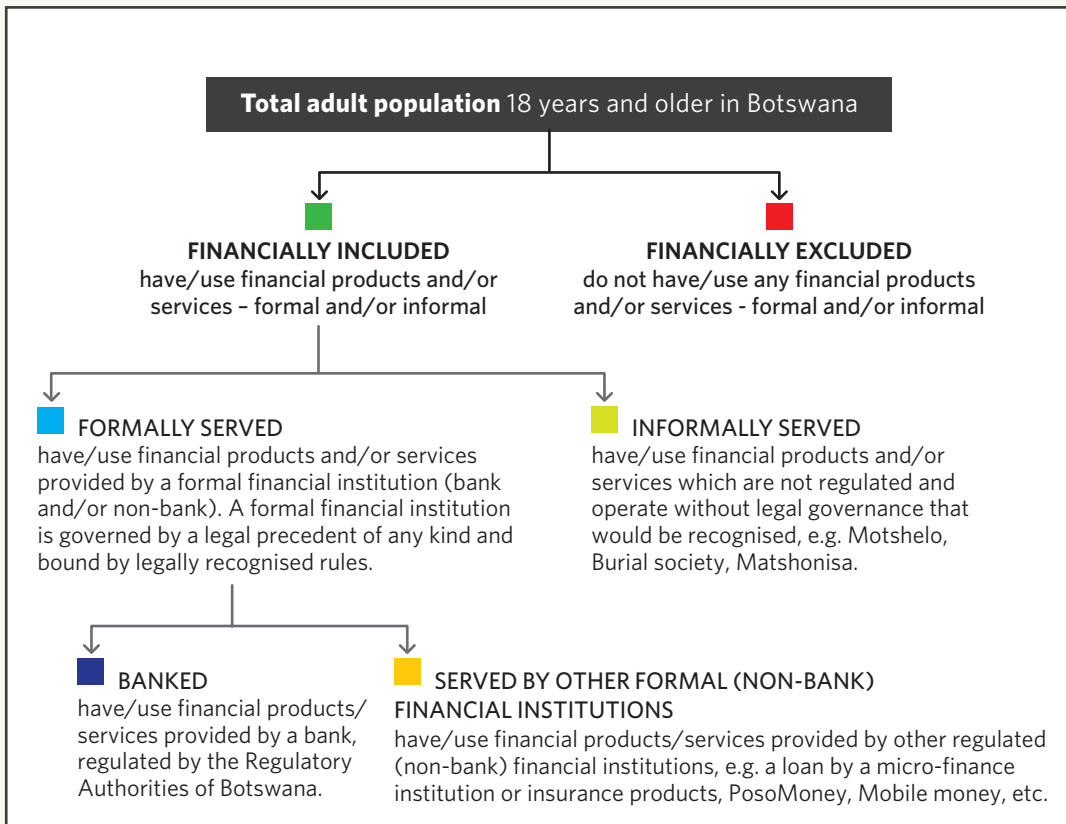 Total adult population 18 years and older in Botswana
FINANCIALLY INCLUDED
have/use financial products and/or
services – formal and/or informal
FINANCIALLY EXCLUDED
do not have/use any financial products
and/or services - formal and/or informal
FORMALLY SERVED
have/use financial products and/or services
provided by a formal financial institution (bank
and/or non-bank). A formal financial institution
is governed by a legal precedent of any kind and
bound by legally recognised rules.
INFORMALLY SERVED
have/use financial products and/or
services which are not regulated and
operate without legal governance that
would be recognised, e.g. Motshelo,
Burial society, Matshonisa.
BANKED
have/use financial products/
services provided by a bank,
regulated by the Regulatory
Authorities of Botswana.
SERVED BY OTHER FORMAL (NON-BANK)
FINANCIAL INSTITUTIONS
have/use financial products/services provided by other regulated
(non-bank) financial institutions, e.g. a loan by a micro-finance
institution or insurance products, PosoMoney, Mobile money, etc.